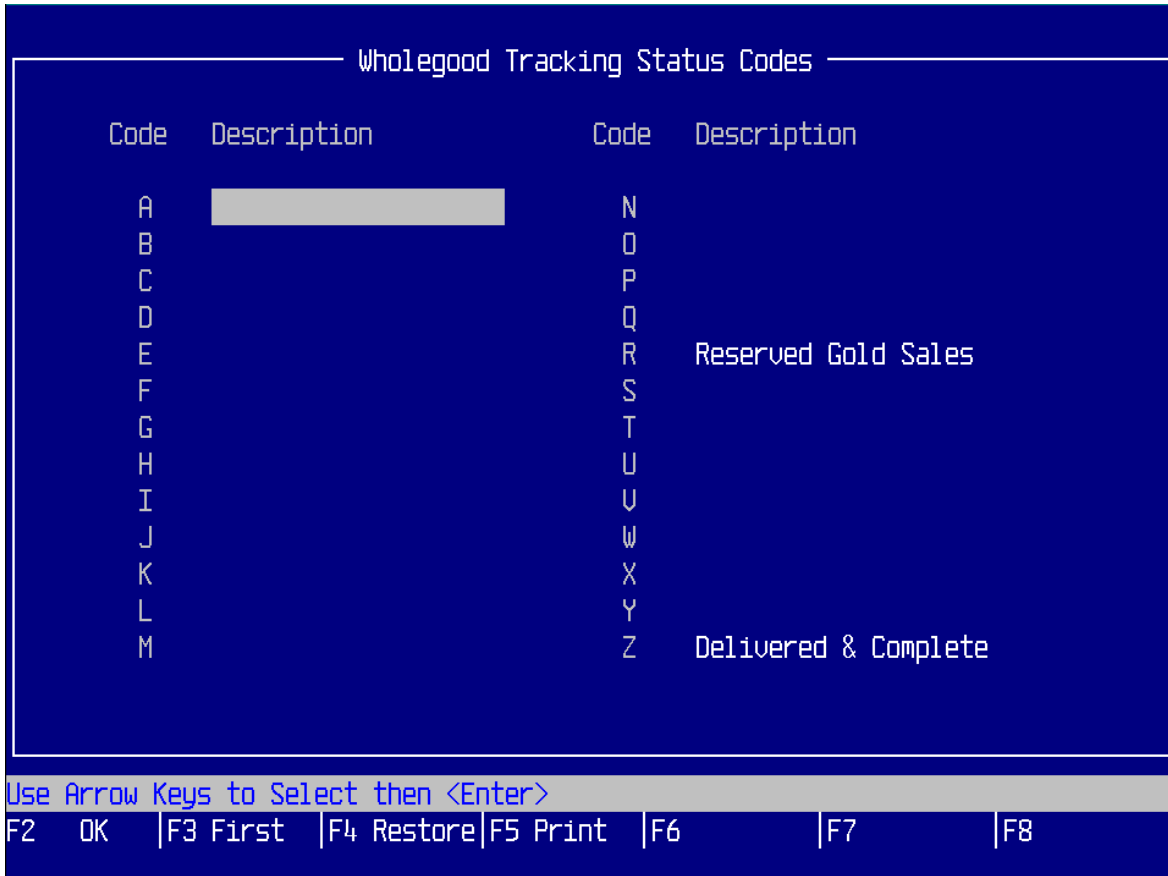 Wholegood Tracking Status Codes
Code Description Code Description
A N
B O
C P
D Q
E R Reserved Gold Sales
F S
G T
H U
I V
J W
K X
L Y
M Z Delivered & Complete
Use Arrow Keys to Select then <Enter>
F2 OK |F3 First |F4 Restore|F5 Print |F6 |F7 |F8